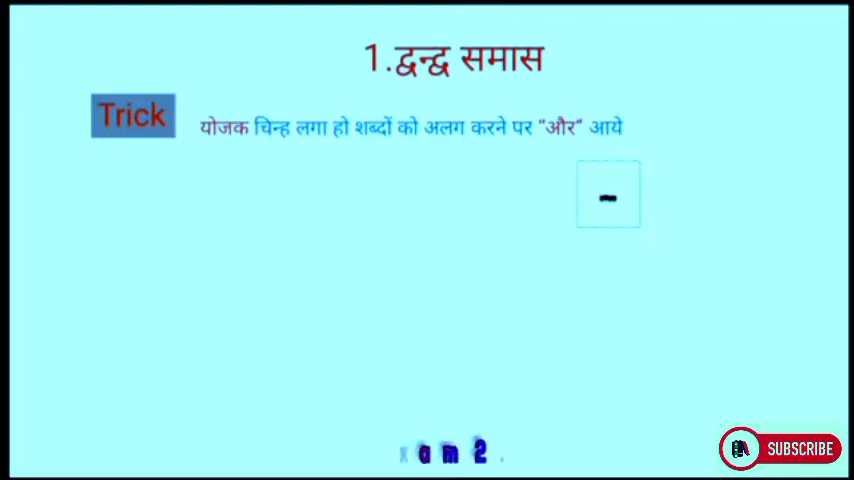 1.द्वन्द्व समास
Trick
योजक चिन्ह लगा हो शब्दों को अलग करने पर "और" आये
-
SUBSCRIBE